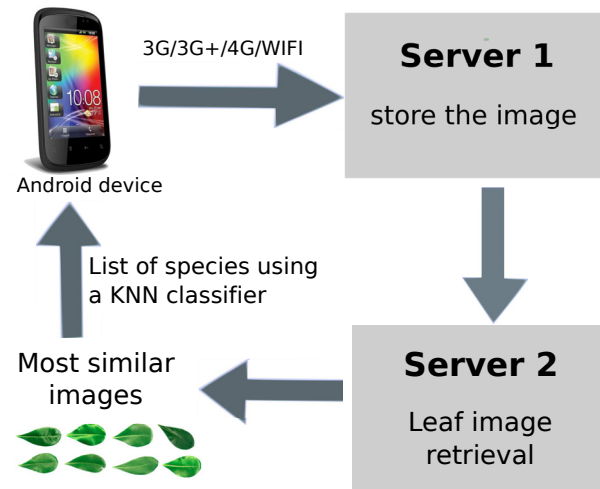 3G/3G+/4G/WIFI
Server 1
store the image
10:08
Android device
List of species using
a KNN classifier
Server 2
Leaf image
retrieval
Most similar
images